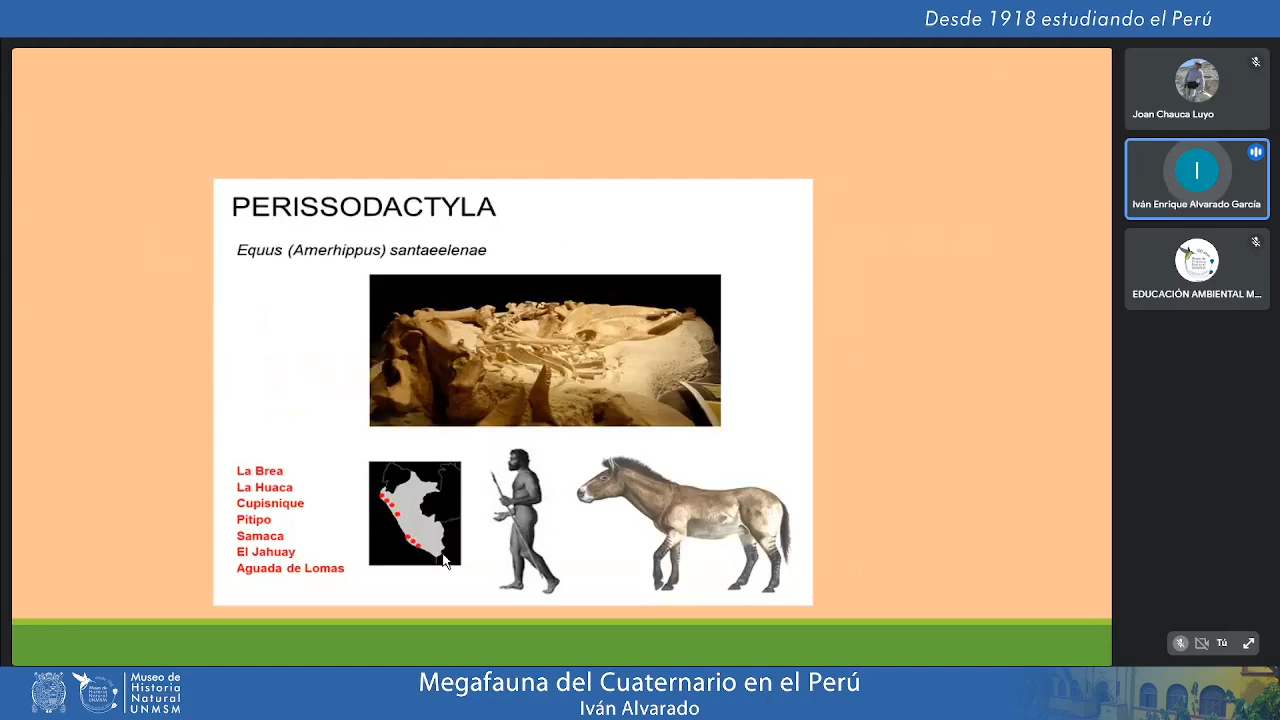 Desde 1918 estudiando el Perú
PERISSODACTYLA
Equus (Amerhippus) santaeelenae
La Brea
La Huaca
Cupisnique
Pitipo
Samaca
El Jahuay
Aguada de Lomas
Joan Chauca Luyo
I
Iván Enrique Alvarado García
EDUCACIÓN AMBIENTAL M...
Tú
Museo de
Historia
Natural
UNMSM
Megafauna del Cuaternario en el Perú
Iván Alvarado